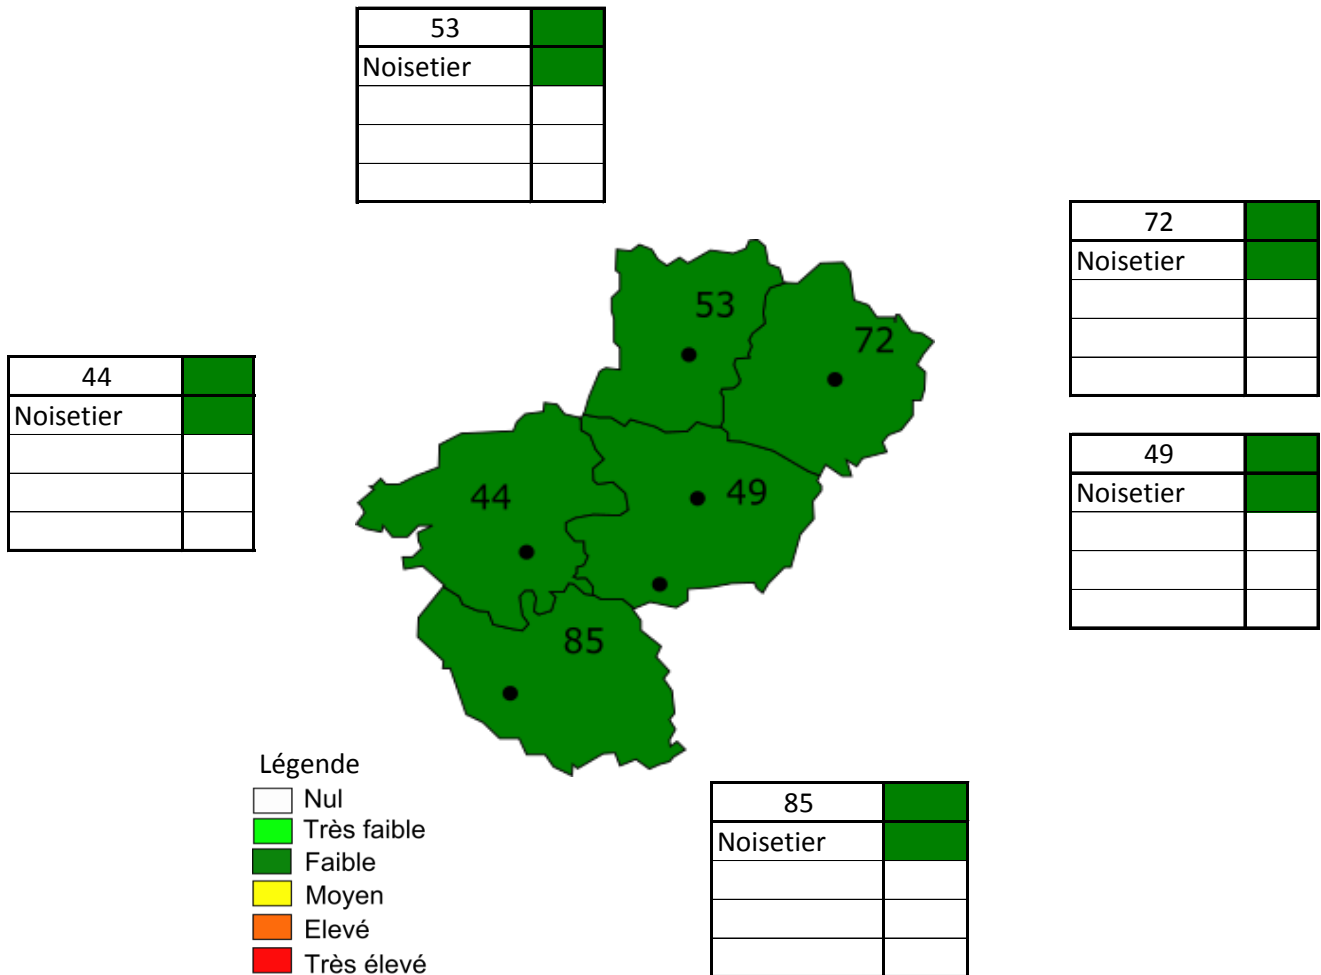 53
Noisetier
72
Noisetier
53
72
44
Noisetier
49
Noisetier
44
49
85
Légende
Nul
Très faible
Faible
Moyen
Elevé
Très élevé
85
Noisetier